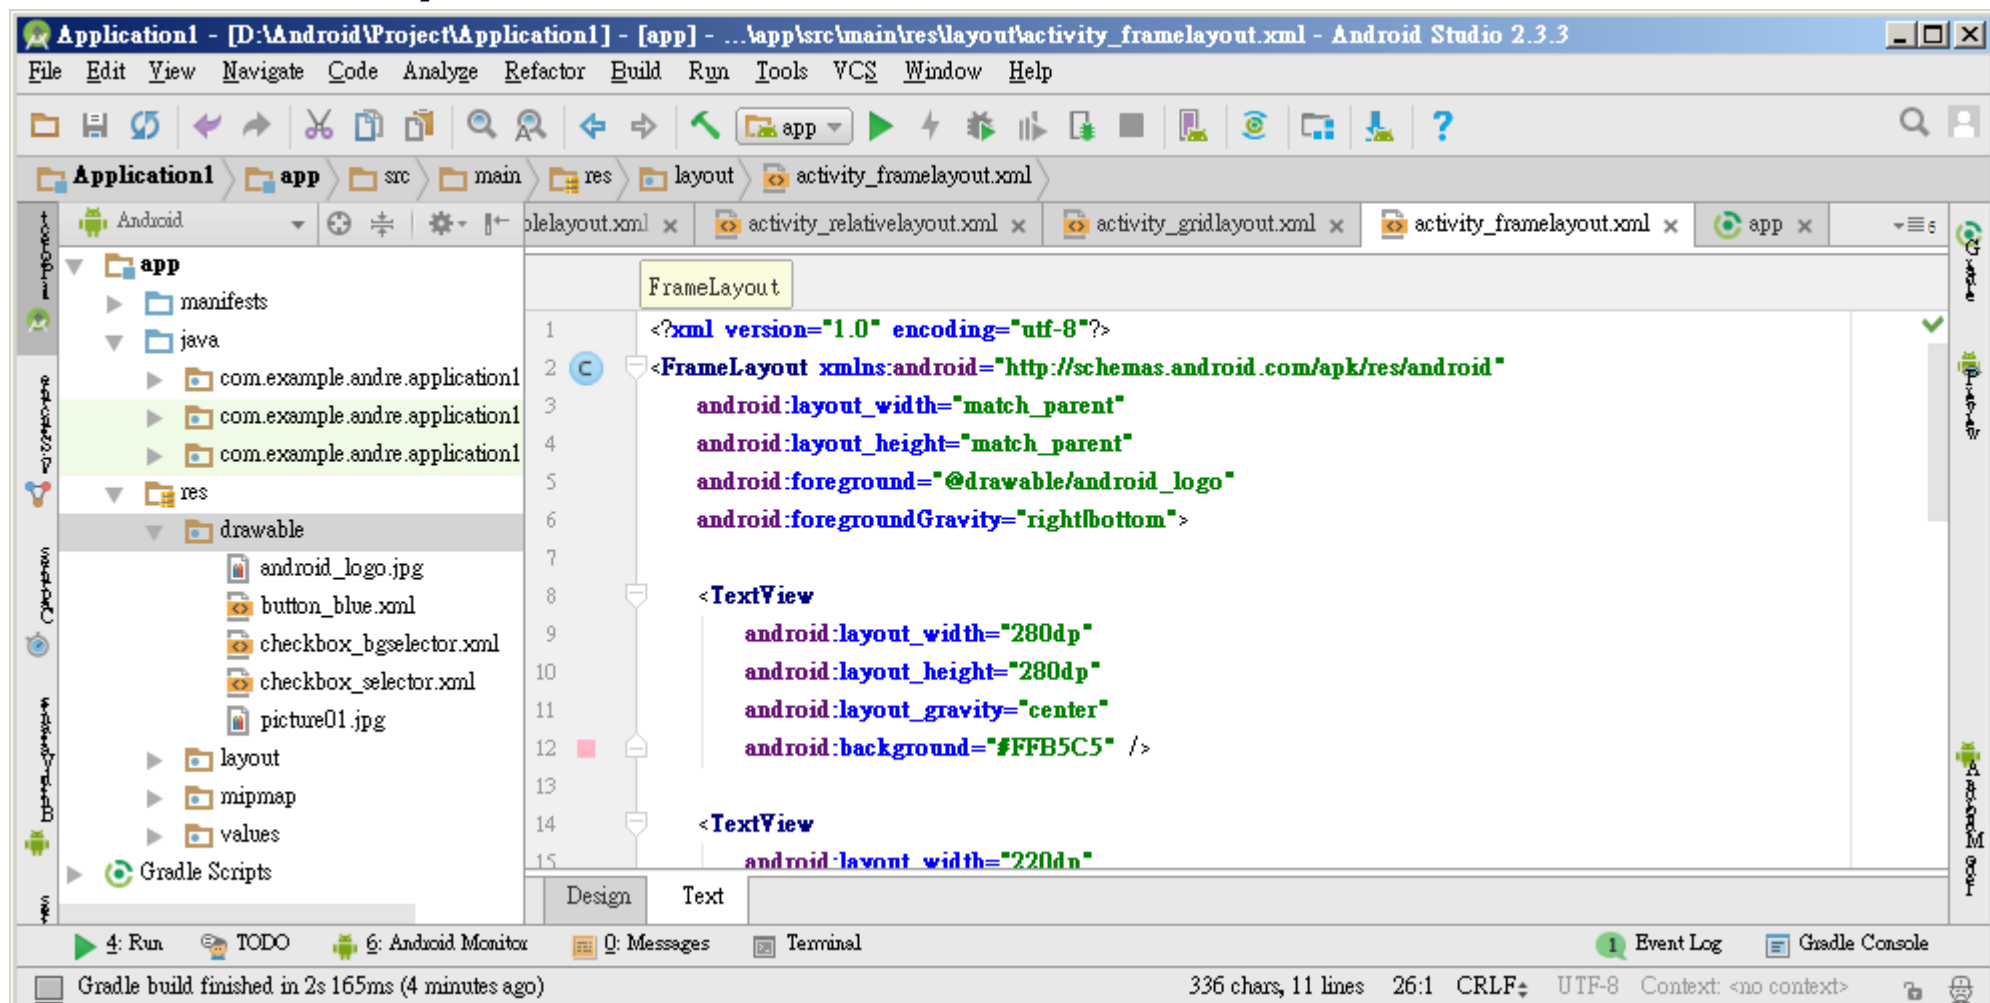 Application1 - [D:\Android\Project\Application1] - [app] - ...\app\src\main\res\layout\activity_framelayout.xml - Android Studio 2.3.3
File Edit View Navigate Code Analyze Refactor Build Run Tools VCS Window Help
app
Application1 app src main res layout activity_framelayout.xml
Android
blelayout.xml activity_relativelayout.xml activity_gridlayout.xml activity_framelayout.xml app 6
app
manifests
java
com.example.andre.application1
com.example.andre.application1
com.example.andre.application1
res
drawable
android_logo.jpg
button_blue.xml
checkbox_bgselector.xml
checkbox_selector.xml
picture01.jpg
layout
mipmap
values
Gradle Scripts
FrameLayout
1 <?xml version="1.0" encoding="utf-8"?>
2 <FrameLayout xmlns:android="http://schemas.android.com/apk/res/android"
3 android:layout_width="match_parent"
4 android:layout_height="match_parent"
5 android:foreground="@drawable/android_logo"
6 android:foregroundGravity="right|bottom">
7
8 <TextView
9 android:layout_width="280dp"
10 android:layout_height="280dp"
11 android:layout_gravity="center"
12 android:background="#FFB5C5" />
13
14 <TextView
15 android:layout_width="220dp"
Design Text
4: Run TODO 6: Android Monitor 0: Messages Terminal 1 Event Log Gradle Console
Gradle build finished in 2s 165ms (4 minutes ago) 336 chars, 11 lines 26:1 CRLF UTF-8 Context: <no context>